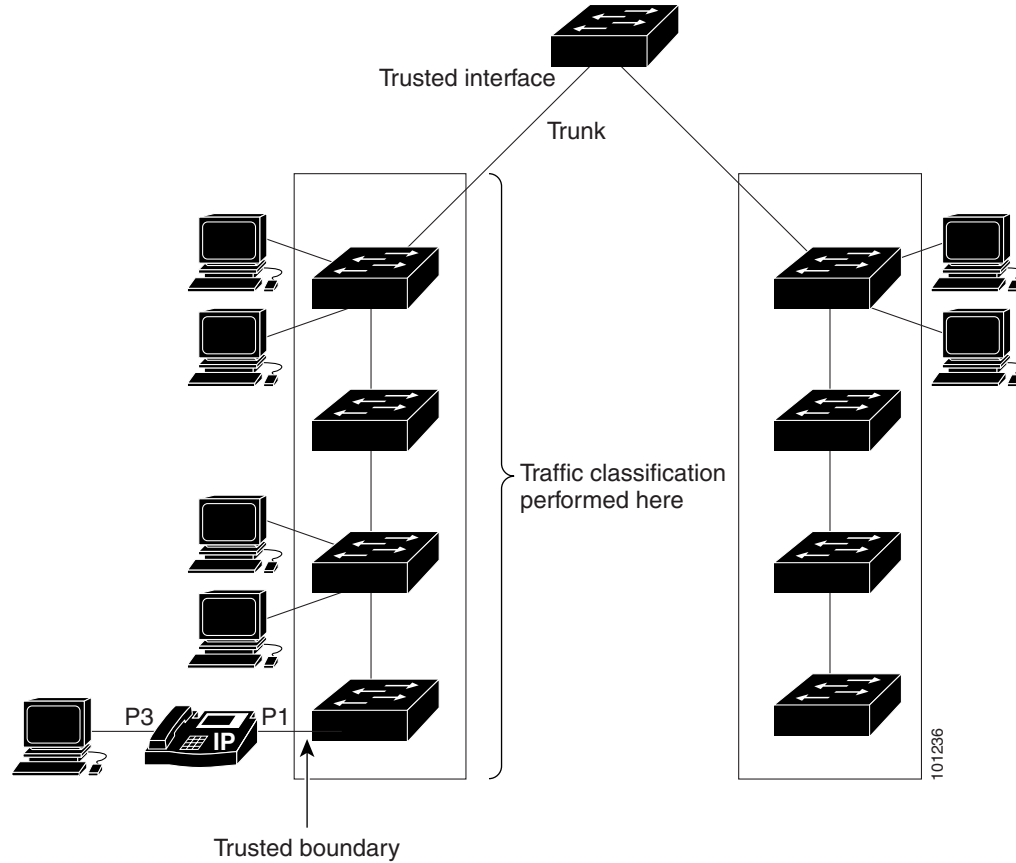 Trusted interface
Trunk
Traffic classification
performed here
P3
IP
P1
Trusted boundary
101236